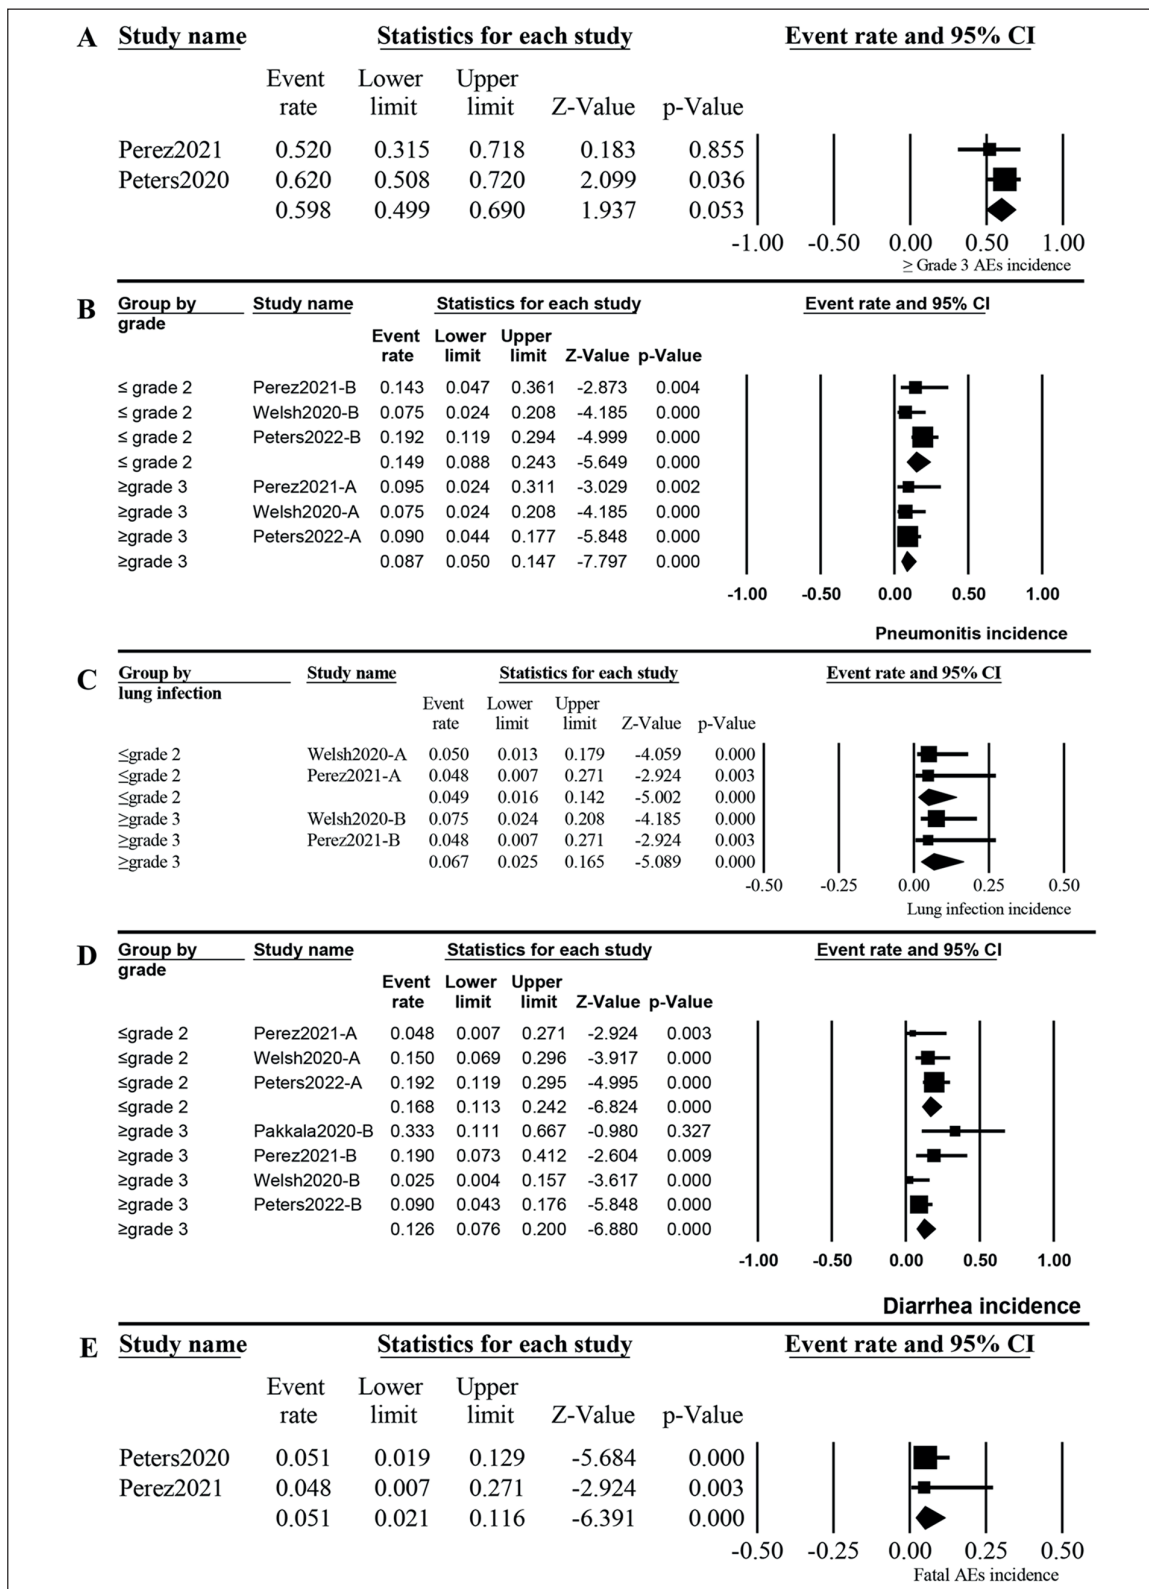 A Study name Statistics for each study Event rate and 95% CI
Event Lower Upper
rate limit limit Z-Value p-Value
Perez2021 0.520 0.315 0.718 0.183 0.855
Peters2020 0.620 0.508 0.720 2.099 0.036
0.598 0.499 0.690 1.937 0.053
-1.00 -0.50 0.00 0.50 1.00
≥ Grade 3 AEs incidence
B Group by Study name Statistics for each study Event rate and 95% CI
grade
Event Lower Upper
rate limit limit Z-Value p-Value
≤ grade 2 Perez2021-B 0.143 0.047 0.361 -2.873 0.004
≤ grade 2 Welsh2020-B 0.075 0.024 0.208 -4.185 0.000
≤ grade 2 Peters2022-B 0.192 0.119 0.294 -4.999 0.000
≤ grade 2 0.149 0.088 0.243 -5.649 0.000
≥grade 3 Perez2021-A 0.095 0.024 0.311 -3.029 0.002
≥grade 3 Welsh2020-A 0.075 0.024 0.208 -4.185 0.000
≥grade 3 Peters2022-A 0.090 0.044 0.177 -5.848 0.000
≥grade 3 0.087 0.050 0.147 -7.797 0.000
-1.00 -0.50 0.00 0.50 1.00
Pneumonitis incidence
C Group by Study name Statistics for each study Event rate and 95% CI
lung infection
Event Lower Upper
rate limit limit Z-Value p-Value
≤grade 2 Welsh2020-A 0.050 0.013 0.179 -4.059 0.000
≤grade 2 Perez2021-A 0.048 0.007 0.271 -2.924 0.003
≤grade 2 0.049 0.016 0.142 -5.002 0.000
≥grade 3 Welsh2020-B 0.075 0.024 0.208 -4.185 0.000
≥grade 3 Perez2021-B 0.048 0.007 0.271 -2.924 0.003
≥grade 3 0.067 0.025 0.165 -5.089 0.000
-0.50 -0.25 0.00 0.25 0.50
Lung infection incidence
D Group by Study name Statistics for each study Event rate and 95% CI
grade
Event Lower Upper
rate limit limit Z-Value p-Value
≤grade 2 Perez2021-A 0.048 0.007 0.271 -2.924 0.003
≤grade 2 Welsh2020-A 0.150 0.069 0.296 -3.917 0.000
≤grade 2 Peters2022-A 0.192 0.119 0.295 -4.995 0.000
≤grade 2 0.168 0.113 0.242 -6.824 0.000
≥grade 3 Pakkala2020-B 0.333 0.111 0.667 -0.980 0.327
≥grade 3 Perez2021-B 0.190 0.073 0.412 -2.604 0.009
≥grade 3 Welsh2020-B 0.025 0.004 0.157 -3.617 0.000
≥grade 3 Peters2022-B 0.090 0.043 0.176 -5.848 0.000
≥grade 3 0.126 0.076 0.200 -6.880 0.000
-1.00 -0.50 0.00 0.50 1.00
Diarrhea incidence
E Study name Statistics for each study Event rate and 95% CI
Event Lower Upper
rate limit limit Z-Value p-Value
Peters2020 0.051 0.019 0.129 -5.684 0.000
Perez2021 0.048 0.007 0.271 -2.924 0.003
0.051 0.021 0.116 -6.391 0.000
-0.50 -0.25 0.00 0.25 0.50
Fatal AEs incidence